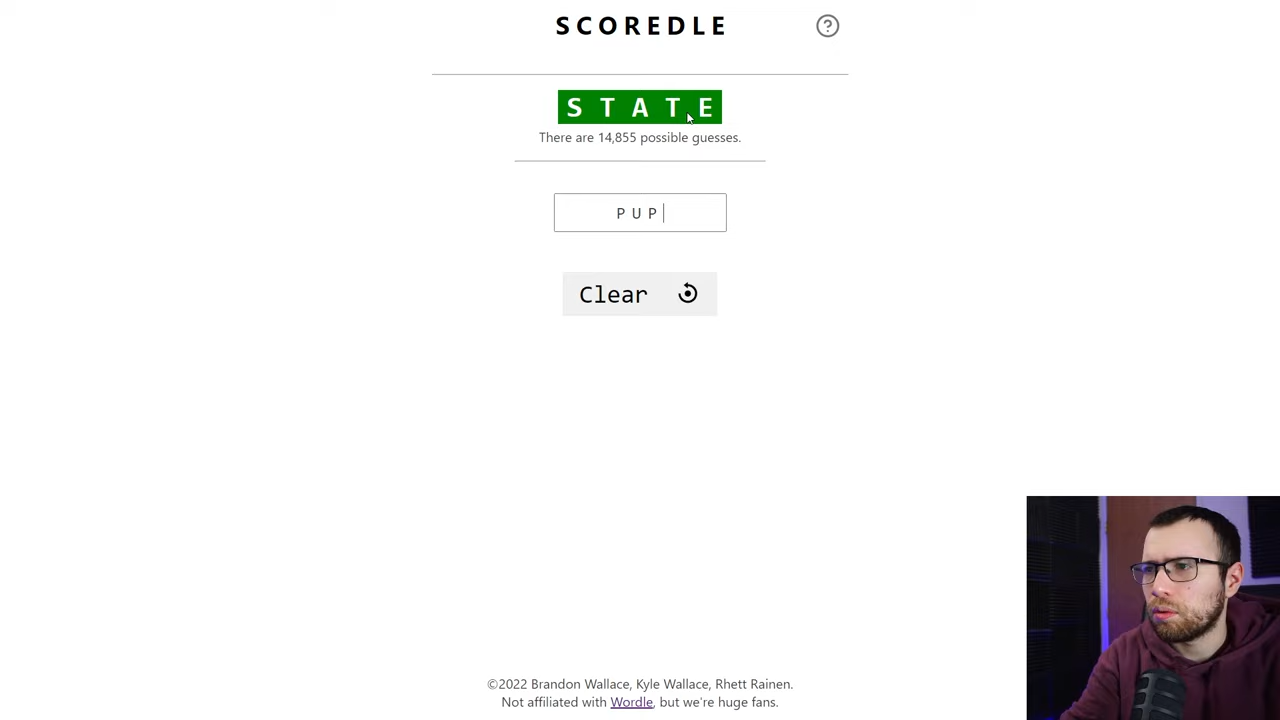 SCOREDLE
STATE
There are 14,855 possible guesses.
PUP
Clear
©2022 Brandon Wallace, Kyle Wallace, Rhett Rainen.
Not affiliated with Wordle, but we're huge fans.